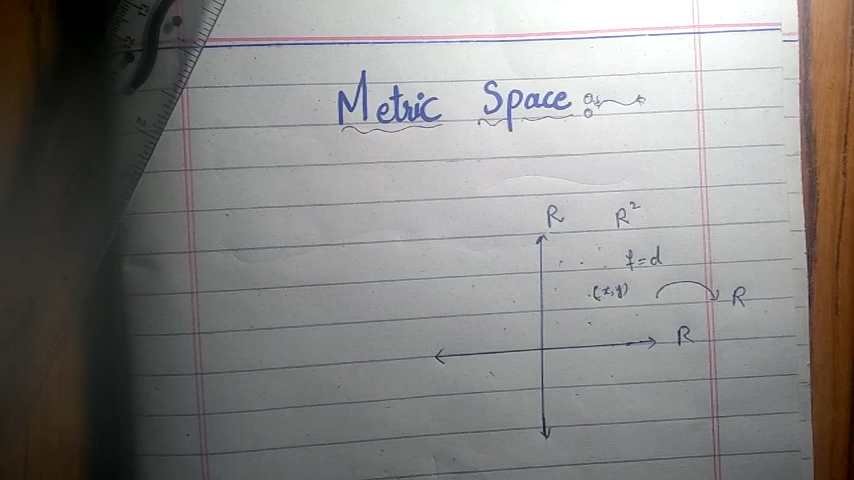 Metric Space :→
R R²
f=d
.(x,y) R
R